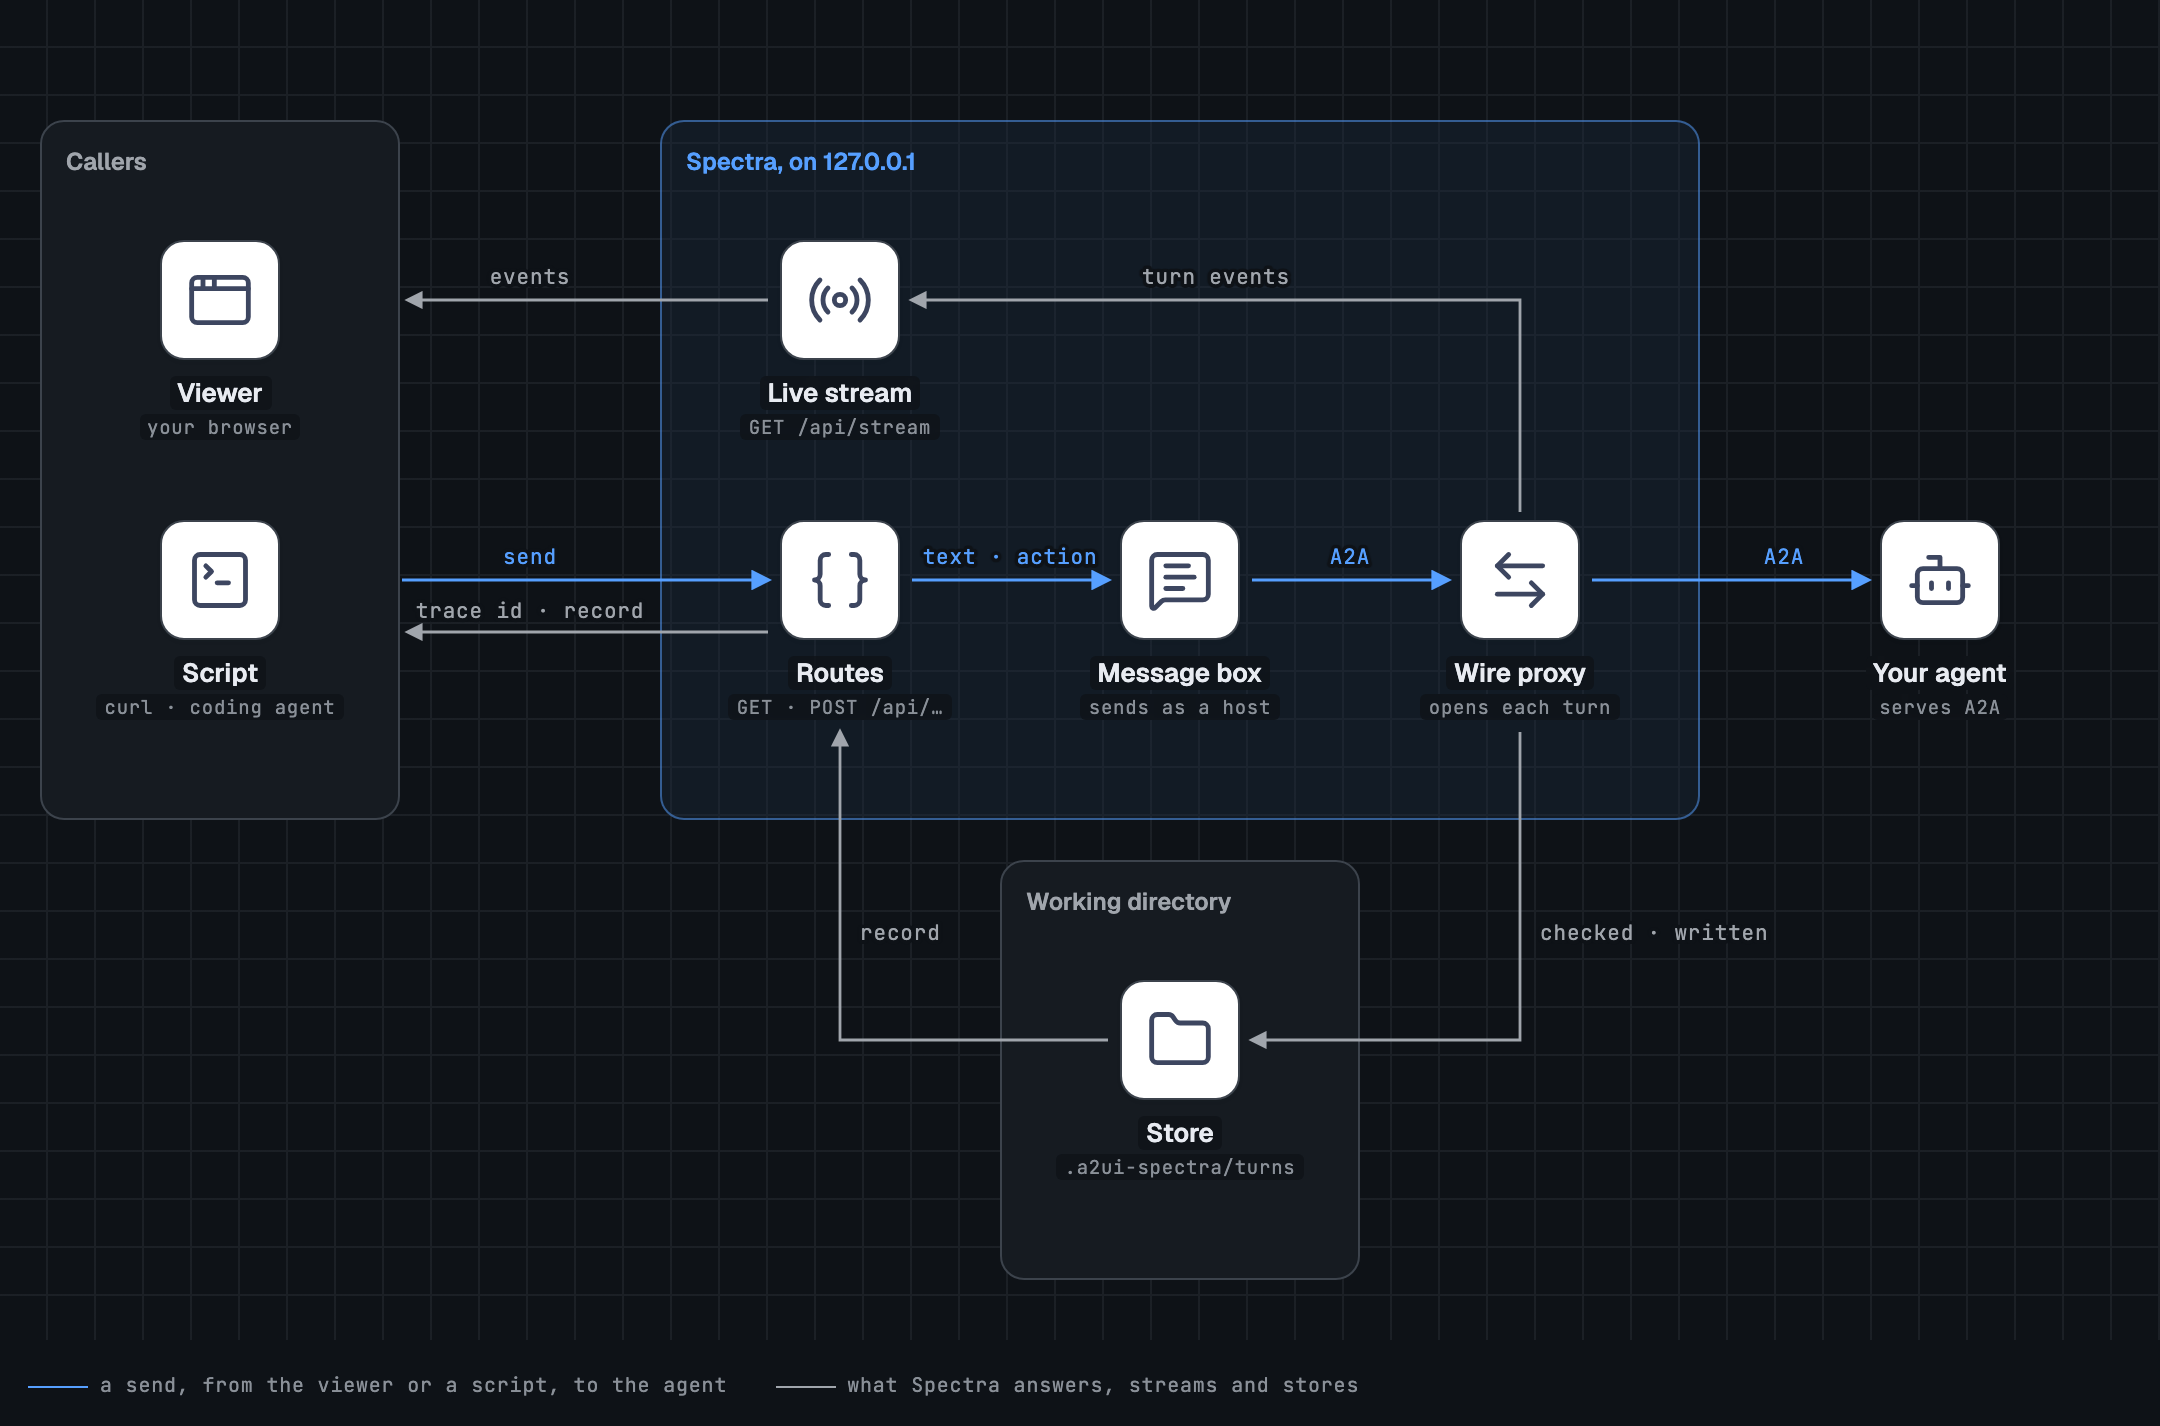 Callers
Spectra, on 127.0.0.1
events
turn events
Viewer
your browser
Live stream
GET /api/stream
send
text · action
A2A
A2A
trace id · record
Script
curl · coding agent
Routes
GET · POST /api/…
Message box
sends as a host
Wire proxy
opens each turn
Your agent
serves A2A
Working directory
record
checked · written
Store
.a2ui-spectra/turns
a send, from the viewer or a script, to the agent
what Spectra answers, streams and stores